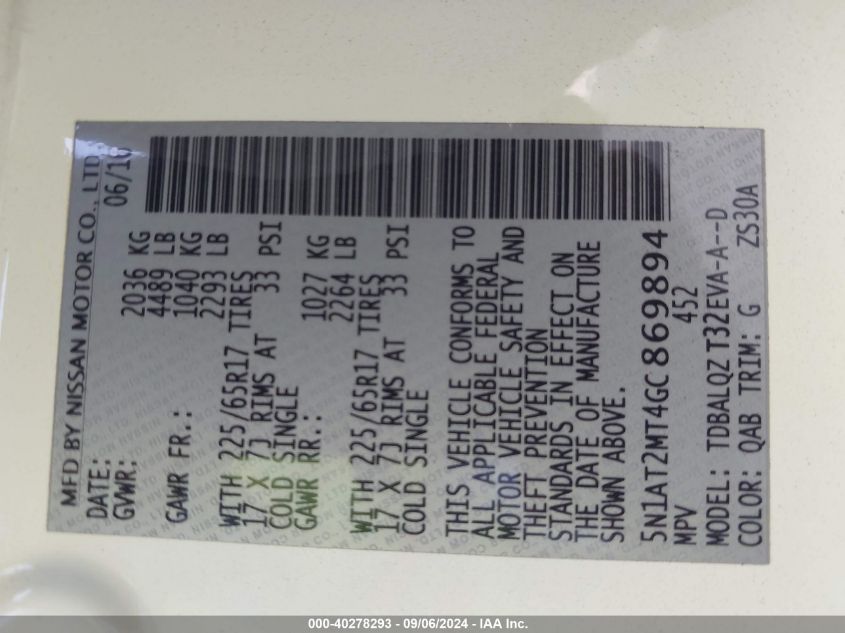 MFD BY NISSAN MOTOR CO., LTD.
DATE: 06/16
GVWR: 2036 KG
4489 LB
GAWR FR.: 1040 KG
2293 LB
WITH 225/65R17 TIRES
17 X 7J RIMS AT 33 PSI
COLD SINGLE
GAWR RR.: 1027 KG
2264 LB
WITH 225/65R17 TIRES
17 X 7J RIMS AT 33 PSI
COLD SINGLE
THIS VEHICLE CONFORMS TO
ALL APPLICABLE FEDERAL
MOTOR VEHICLE SAFETY AND
THEFT PREVENTION
STANDARDS IN EFFECT ON
THE DATE OF MANUFACTURE
SHOWN ABOVE.
5N1AT2MT4GC869894
MPV 452
MODEL: TDBALQZ T32EVA-A--D
COLOR: QAB TRIM: G ZS30A
000-40278293 - 09/06/2024 - IAA Inc.